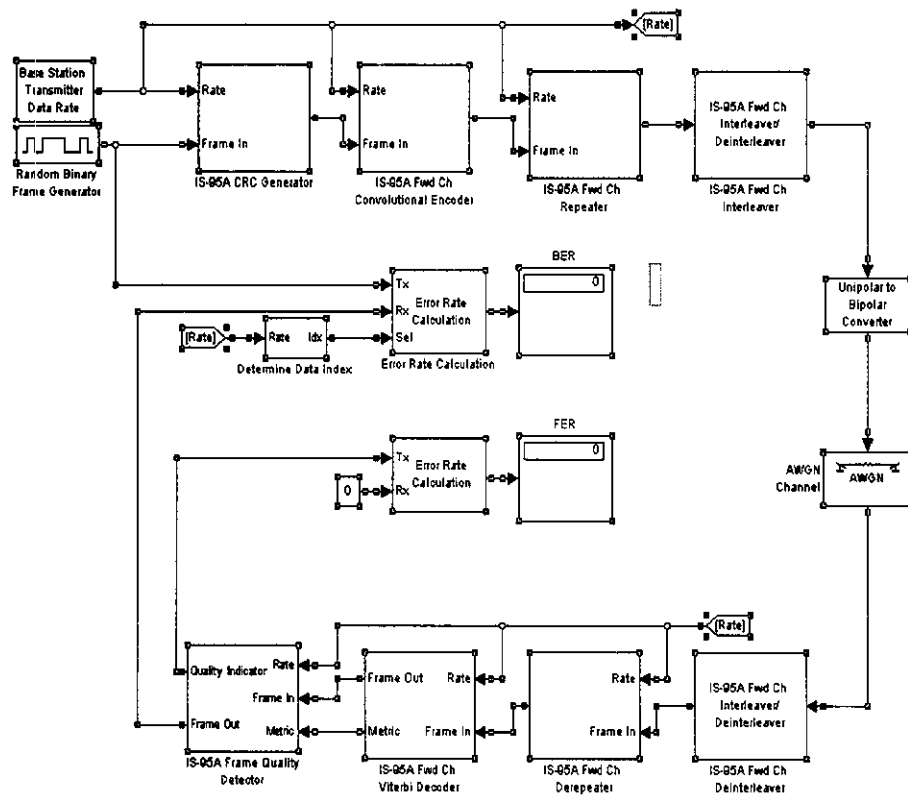 [Rate]
Base Station
Transmitter
Data Rate
Random Binary
Frame Generator
Rate
Frame In
IS-95A CRC Generator
Rate
Frame In
IS-95A Fwd Ch
Convolutional Encoder
Rate
Frame In
IS-95A Fwd Ch
Repeater
IS-95A Fwd Ch
Interleaver/
Deinterleaver
IS-95A Fwd Ch
Interleaver
Unipolar to
Bipolar
Converter
BER
Tx
Rx
Sel
Error Rate
Calculation
Error Rate Calculation
0
[Rate]
Rate
Idx
Determine Data Index
FER
Tx
Rx
Error Rate
Calculation
0
0
AWGN
Channel
AWGN
[Rate]
Quality Indicator
Frame Out
Rate
Frame In
Metric
IS-95A Frame Quality
Detector
Frame Out
Metric
Rate
Frame In
IS-95A Fwd Ch
Viterbi Decoder
Rate
Frame In
IS-95A Fwd Ch
Derepeater
IS-95A Fwd Ch
Interleaver/
Deinterleaver
IS-95A Fwd Ch
Deinterleaver